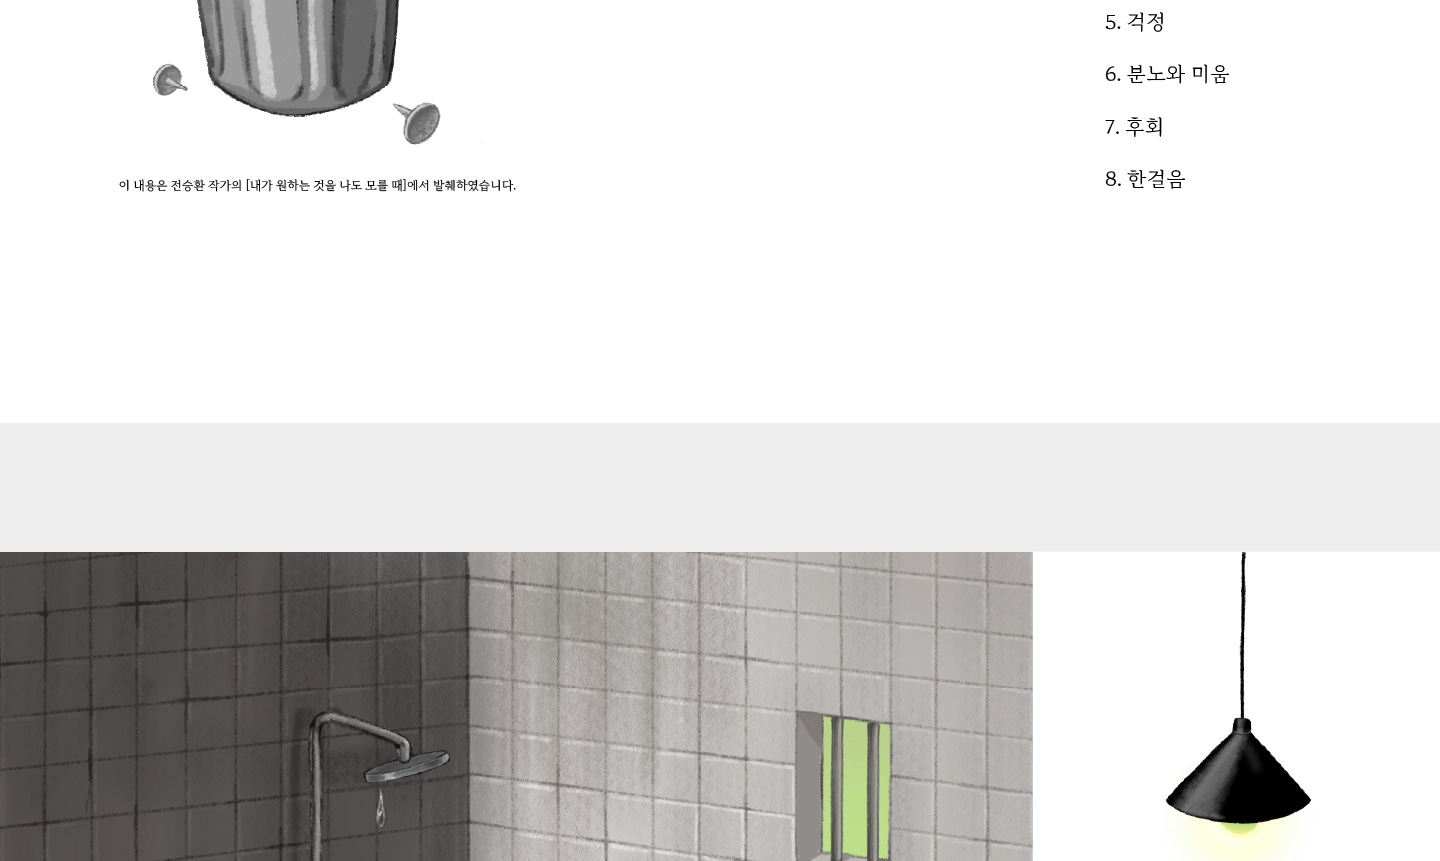 5. 걱정
6. 분노와 미움
7. 후회
8. 한걸음
이 내용은 전승환 작가의 [내가 원하는 것을 나도 모를 때]에서 발췌하였습니다.